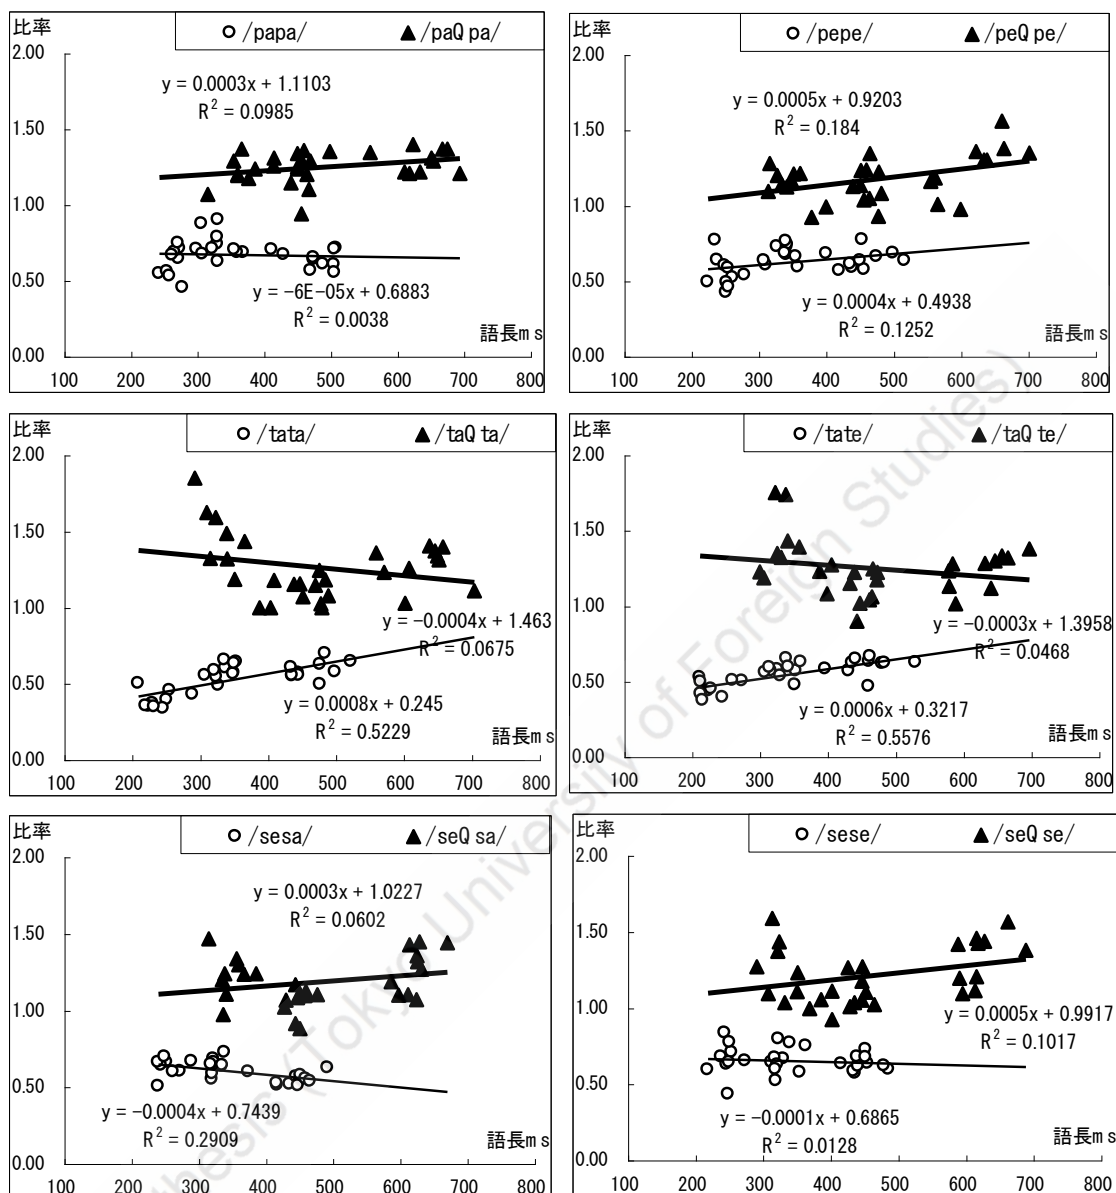 比率
○ /papa/ ▲ /paQ pa/
2.00
y = 0.0003x + 1.1103
R² = 0.0985
1.50
1.00
0.50
y = −6E−05x + 0.6883
R² = 0.0038
語長ms
0.00
100 200 300 400 500 600 700 800
比率
○ /pepe/ ▲ /peQ pe/
2.00
y = 0.0005x + 0.9203
R² = 0.184
1.50
1.00
0.50
y = 0.0004x + 0.4938
R² = 0.1252
語長ms
0.00
100 200 300 400 500 600 700 800
比率
○ /tata/ ▲ /taQ ta/
2.00
1.50
1.00
y = −0.0004x + 1.463
R² = 0.0675
0.50
y = 0.0008x + 0.245
R² = 0.5229
語長ms
0.00
100 200 300 400 500 600 700 800
比率
○ /tate/ ▲ /taQ te/
2.00
1.50
1.00
y = −0.0003x + 1.3958
R² = 0.0468
0.50
y = 0.0006x + 0.3217
R² = 0.5576
語長ms
0.00
100 200 300 400 500 600 700 800
比率
○ /sesa/ ▲ /seQ sa/
2.00
y = 0.0003x + 1.0227
R² = 0.0602
1.50
1.00
0.50
y = −0.0004x + 0.7439
R² = 0.2909
語長ms
0.00
100 200 300 400 500 600 700 800
比率
○ /sese/ ▲ /seQ se/
2.00
1.50
1.00
y = 0.0005x + 0.9917
R² = 0.1017
0.50
y = −0.0001x + 0.6865
R² = 0.0128
語長ms
0.00
100 200 300 400 500 600 700 800
thesis (Tokyo University of Foreign Studies)